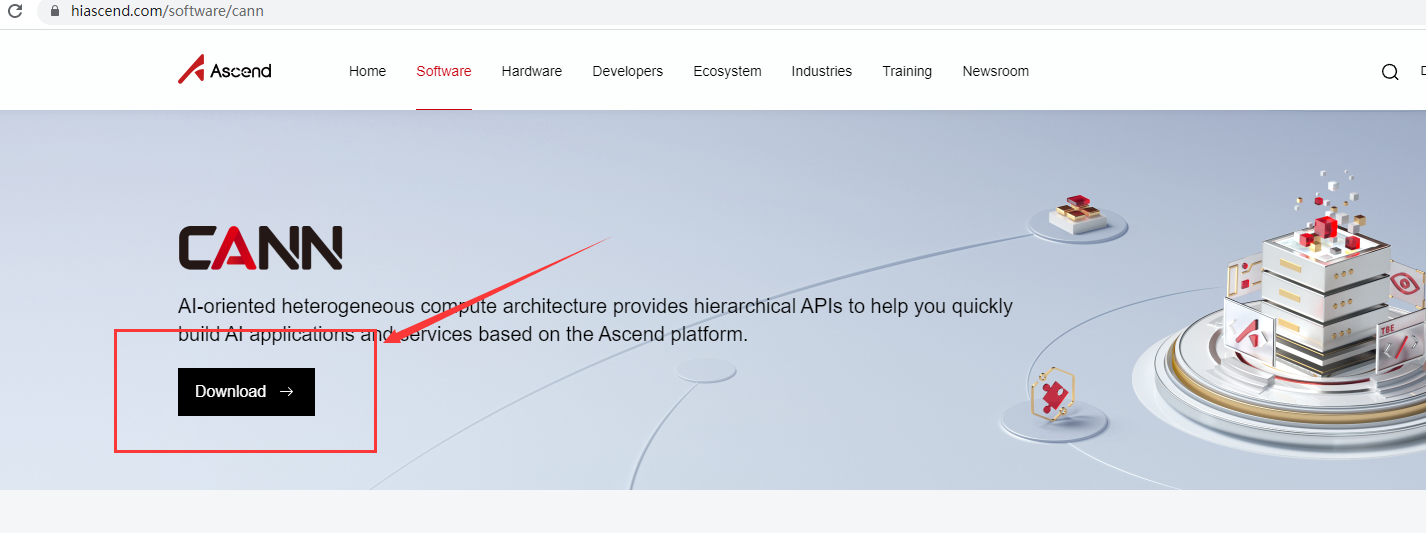 hiascend.com/software/cann
Ascend
Home Software Hardware Developers Ecosystem Industries Training Newsroom
CANN
AI-oriented heterogeneous compute architecture provides hierarchical APIs to help you quickly
build AI applications and services based on the Ascend platform.
Download
TBE